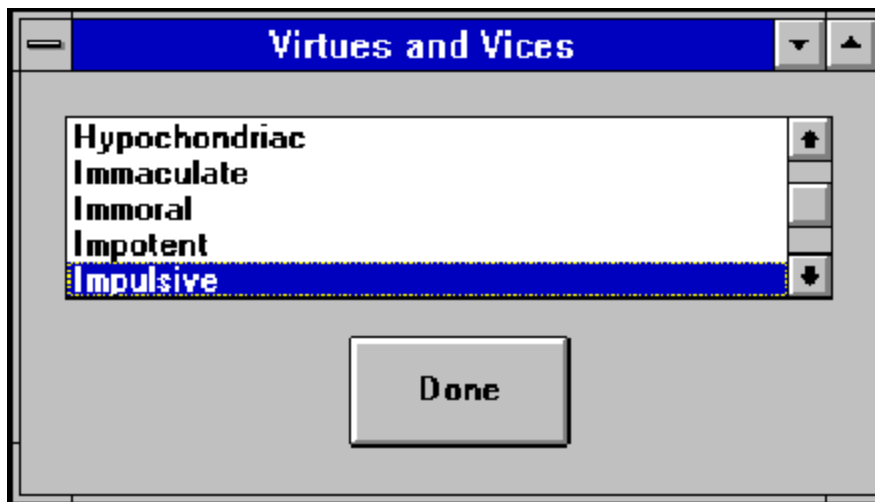 Virtues and Vices
Hypochondriac
Immaculate
Immoral
Impotent
Impulsive
Done